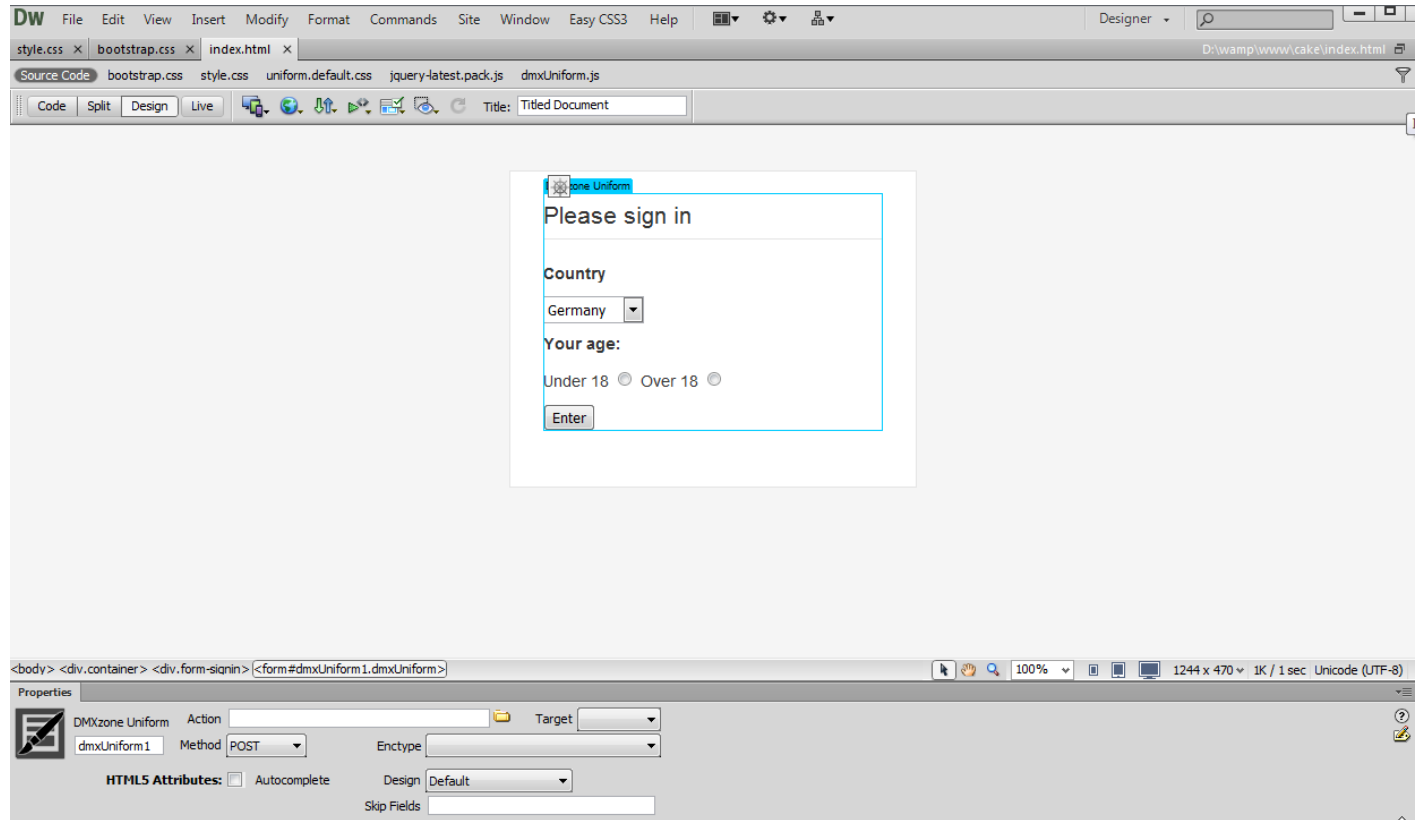 DW File Edit View Insert Modify Format Commands Site Window Easy CSS3 Help Designer
style.css × bootstrap.css × index.html × D:\wamp\www\cake\index.html
Source Code bootstrap.css style.css uniform.default.css jquery-latest.pack.js dmxUniform.js
Code Split Design Live Title: Titled Document
zone Uniform
Please sign in
Country
Germany
Your age:
Under 18 Over 18
Enter
<body> <div.container> <div.form-signin> <form#dmxUniform1.dmxUniform> 100% 1244 x 470 1K / 1 sec Unicode (UTF-8)
Properties
DMXzone Uniform Action Target
dmxUniform1 Method POST Enctype
HTML5 Attributes: Autocomplete Design Default
Skip Fields